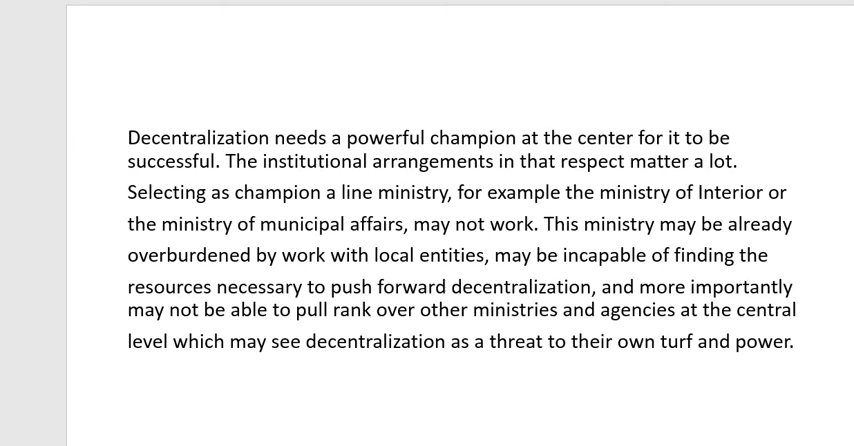 Decentralization needs a powerful champion at the center for it to be
successful. The institutional arrangements in that respect matter a lot.
Selecting as champion a line ministry, for example the ministry of Interior or
the ministry of municipal affairs, may not work. This ministry may be already
overburdened by work with local entities, may be incapable of finding the
resources necessary to push forward decentralization, and more importantly
may not be able to pull rank over other ministries and agencies at the central
level which may see decentralization as a threat to their own turf and power.